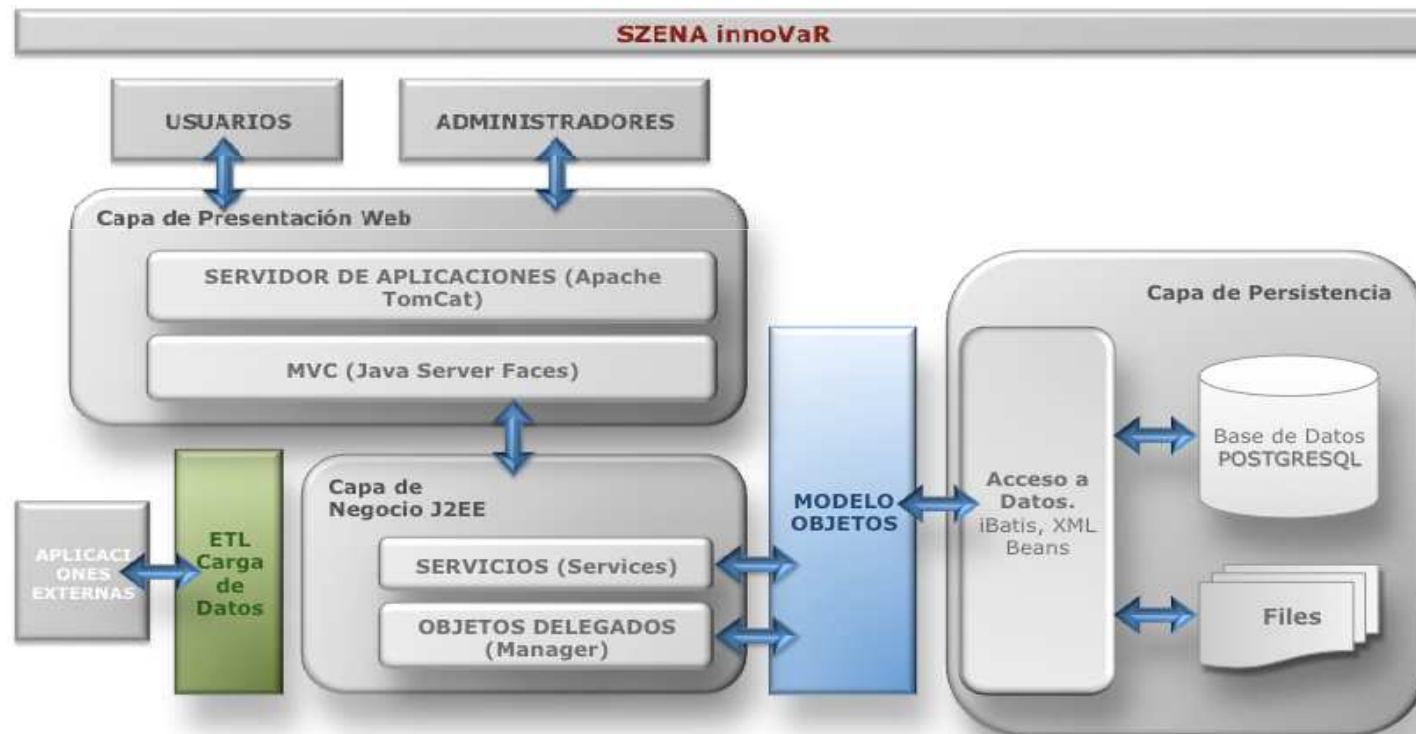 SZENA innoVaR
USUARIOS
ADMINISTRADORES
Capa de Presentación Web
SERVIDOR DE APLICACIONES (Apache
TomCat)
MVC (Java Server Faces)
Capa de Persistencia
Acceso a
Datos.
iBatis, XML
Beans
Base de Datos
POSTGRESQL
Files
MODELO
OBJETOS
Capa de
Negocio J2EE
SERVICIOS (Services)
OBJETOS DELEGADOS
(Manager)
ETL
Carga
de
Datos
APLICACI
ONES
EXTERNAS